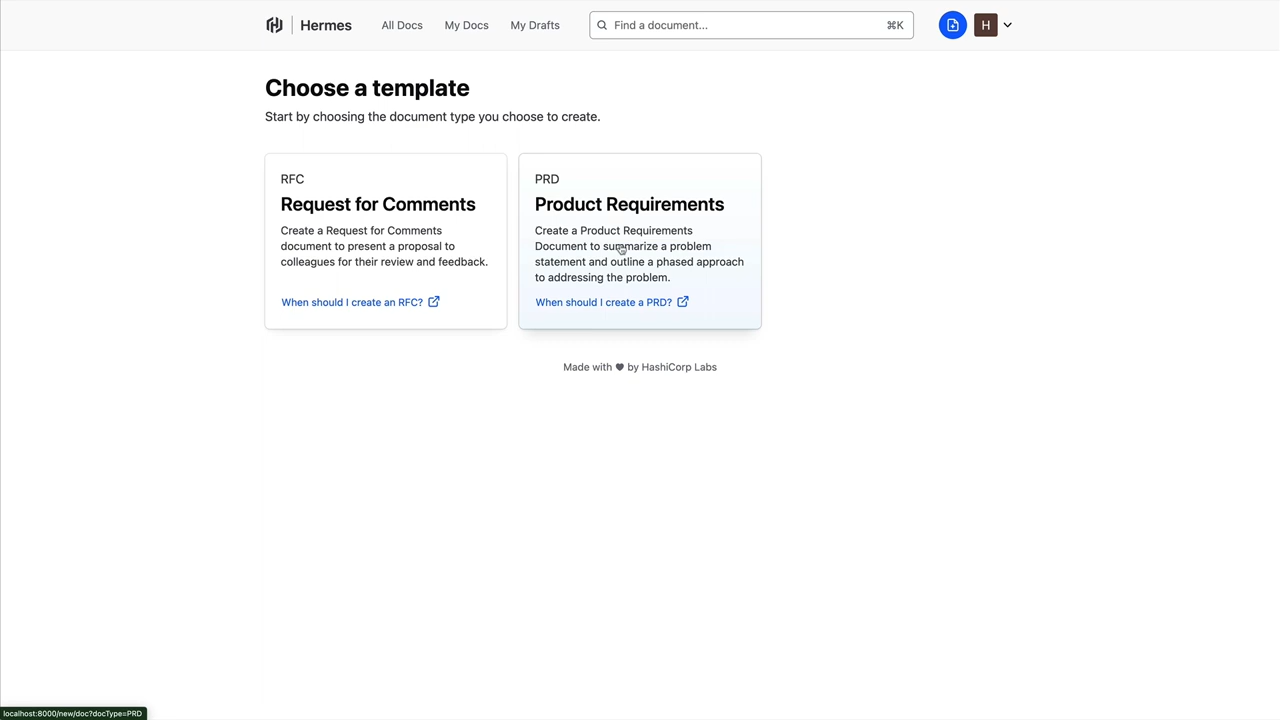 Hermes
All Docs
My Docs
My Drafts
Find a document...
⌘K
H
Choose a template
Start by choosing the document type you choose to create.
RFC
Request for Comments
Create a Request for Comments
document to present a proposal to
colleagues for their review and feedback.
When should I create an RFC?
PRD
Product Requirements
Create a Product Requirements
Document to summarize a problem
statement and outline a phased approach
to addressing the problem.
When should I create a PRD?
Made with ♥ by HashiCorp Labs
localhost:8000/new/doc?docType=PRD